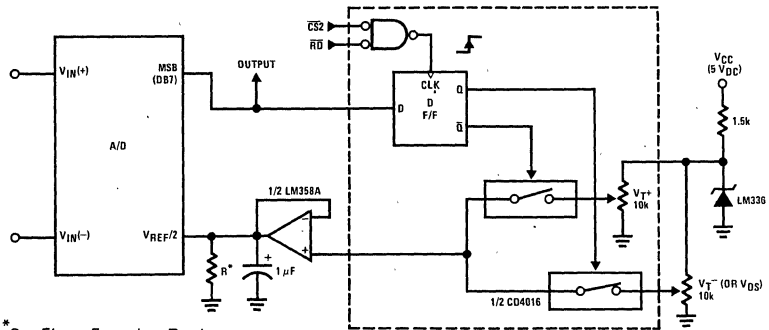 CS2
RD
VIN(+)
MSB
(DB7)
OUTPUT
CLK
D
Q
D
F/F
Q
VCC
(5 VDC)
1.5k
A/D
1/2 LM358A
VT+
10k
LM336
VIN(−)
VREF/2
−
+
R*
+
1 μF
1/2 CD4016
VT− (OR VOS)
10k